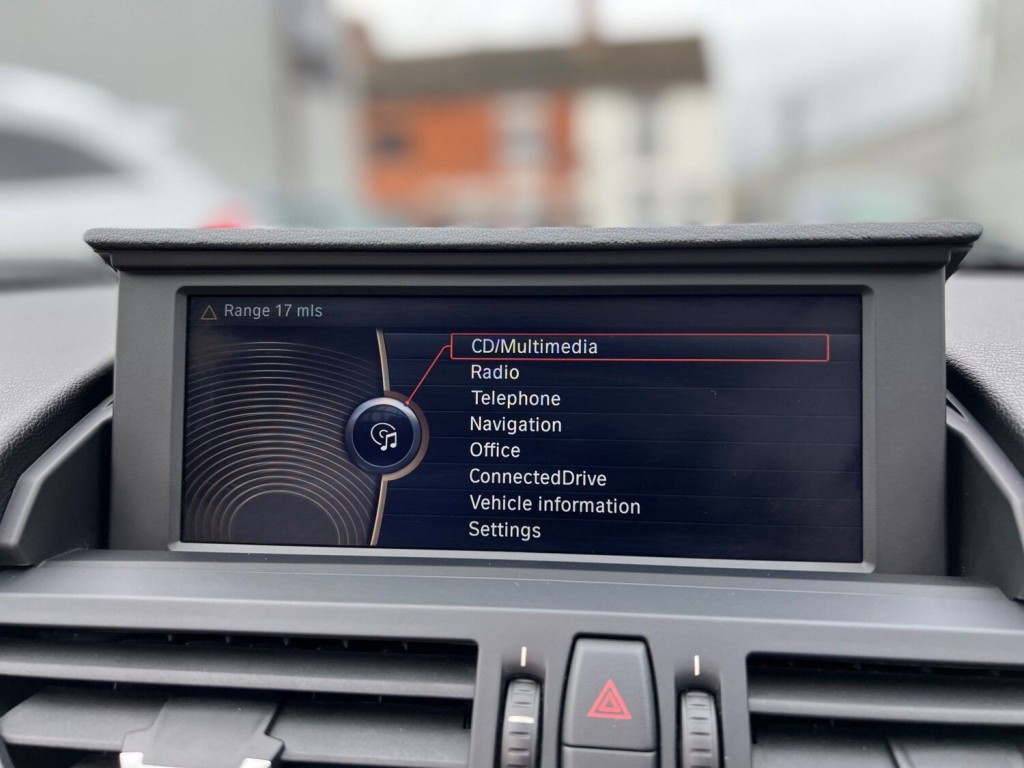 Range 17 mls
CD/Multimedia
Radio
Telephone
Navigation
Office
ConnectedDrive
Vehicle information
Settings